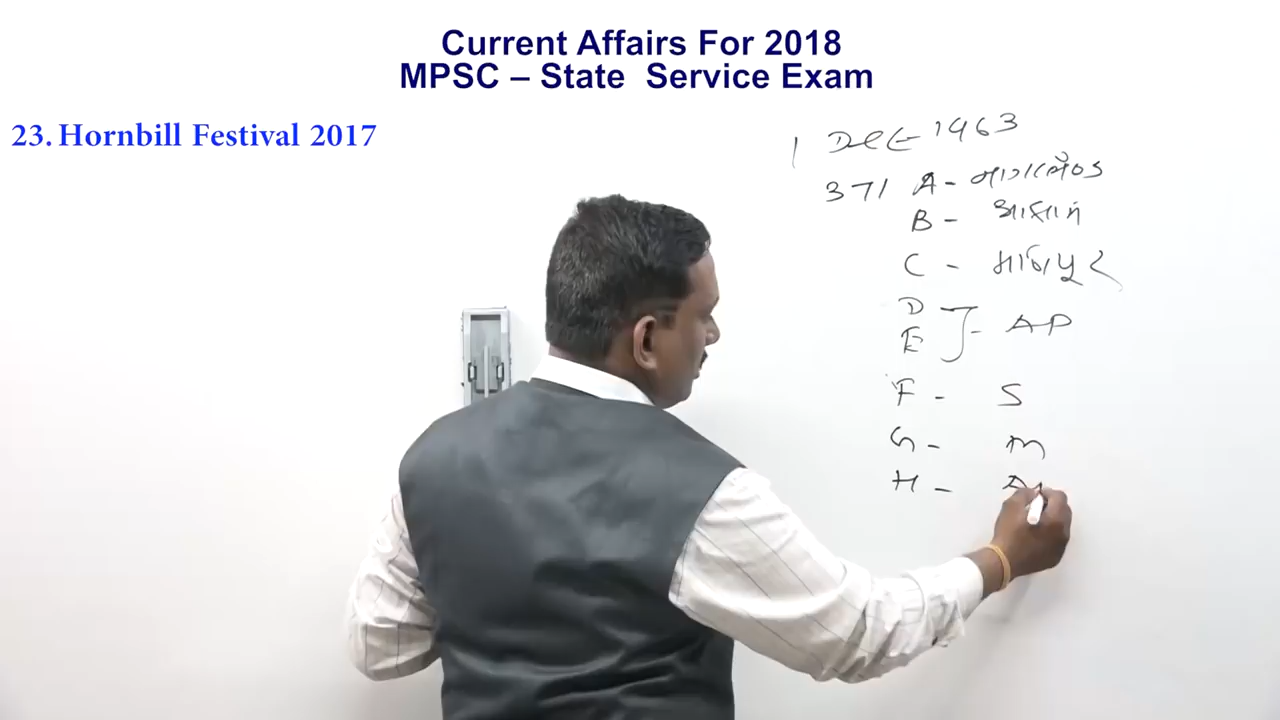 Current Affairs For 2018
MPSC – State Service Exam
23. Hornbill Festival 2017
1 Dec 1963
371 A - नागालँड
B - आसाम
C - मणिपूर
D
E ] - AP
F - S
G - m
H -